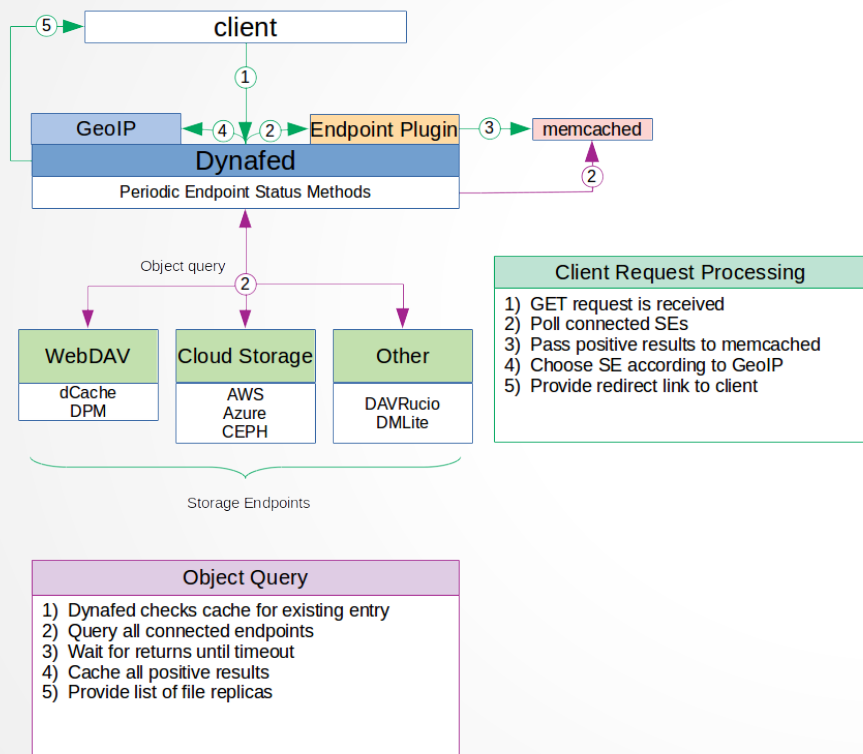 5
client
1
GeoIP
4
2
Endpoint Plugin
3
memcached
Dynafed
Periodic Endpoint Status Methods
2
Object query
2
WebDAV
dCache
DPM
Cloud Storage
AWS
Azure
CEPH
Other
DAVRucio
DMLite
Storage Endpoints
Client Request Processing
1) GET request is received
2) Poll connected SEs
3) Pass positive results to memcached
4) Choose SE according to GeoIP
5) Provide redirect link to client
Object Query
1) Dynafed checks cache for existing entry
2) Query all connected endpoints
3) Wait for returns until timeout
4) Cache all positive results
5) Provide list of file replicas